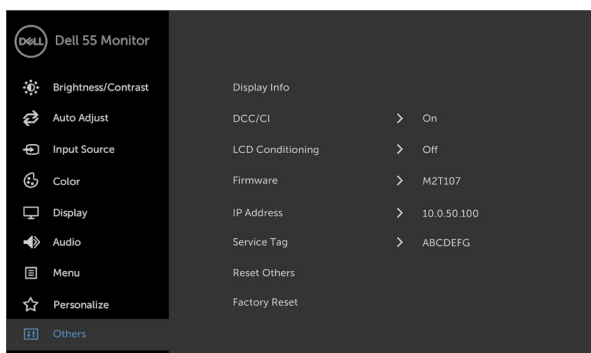 DELL Dell 55 Monitor
Brightness/Contrast
Auto Adjust
Input Source
Color
Display
Audio
Menu
Personalize
Others
Display Info
DCC/CI > On
LCD Conditioning > Off
Firmware > M2T107
IP Address > 10.0.50.100
Service Tag > ABCDEFG
Reset Others
Factory Reset